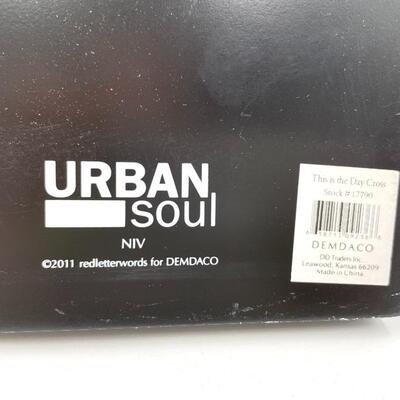 URBAN
soul
NIV
©2011 redletterwords for DEMDACO
This is the Day Cross
Stock # 17790
DEMDACO
DD Traders Inc.
Leawood, Kansas 66209
Made in China